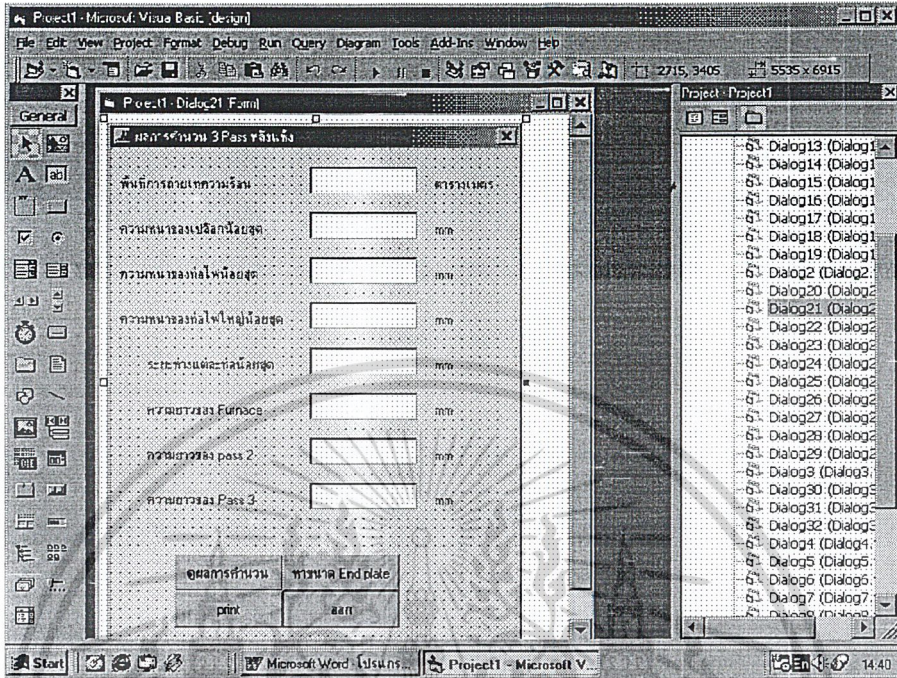 Project1 - Microsoft Visual Basic [design]
File Edit View Project Format Debug Run Query Diagram Tools Add-Ins Window Help
2715, 3405
5535 x 6915
General
Project1 - Dialog21 (Form)
ผลการคำนวน 3 Pass หลังแห้ง
พื้นที่การถ่ายเทความร้อน
ตารางเมตร
ความหนาของเปลือกน้อยสุด
mm
ความหนาของท่อไฟน้อยสุด
mm
ความหนาของท่อไฟใหญ่น้อยสุด
mm
ระยะห่างแต่ละท่อน้อยสุด
mm
ความยาวของ Furnace
mm
ความยาวของ pass 2
mm
ความยาวของ Pass 3
mm
ดูผลการคำนวน
หาขนาด End plate
print
ออก
Project - Project1
Dialog13 (Dialog1
Dialog14 (Dialog1
Dialog15 (Dialog1
Dialog16 (Dialog1
Dialog17 (Dialog1
Dialog18 (Dialog1
Dialog19 (Dialog1
Dialog2 (Dialog2.
Dialog20 (Dialog2
Dialog21 (Dialog2
Dialog22 (Dialog2
Dialog23 (Dialog2
Dialog24 (Dialog2
Dialog25 (Dialog2
Dialog26 (Dialog2
Dialog27 (Dialog2
Dialog28 (Dialog2
Dialog29 (Dialog2
Dialog3 (Dialog3.
Dialog30 (Dialog3
Dialog31 (Dialog3
Dialog32 (Dialog3
Dialog4 (Dialog4.
Dialog5 (Dialog5.
Dialog6 (Dialog6.
Dialog7 (Dialog7.
Dialog8 (Dialog8.
Start
Microsoft Word - โปรแกร...
Project1 - Microsoft V...
En
14:40